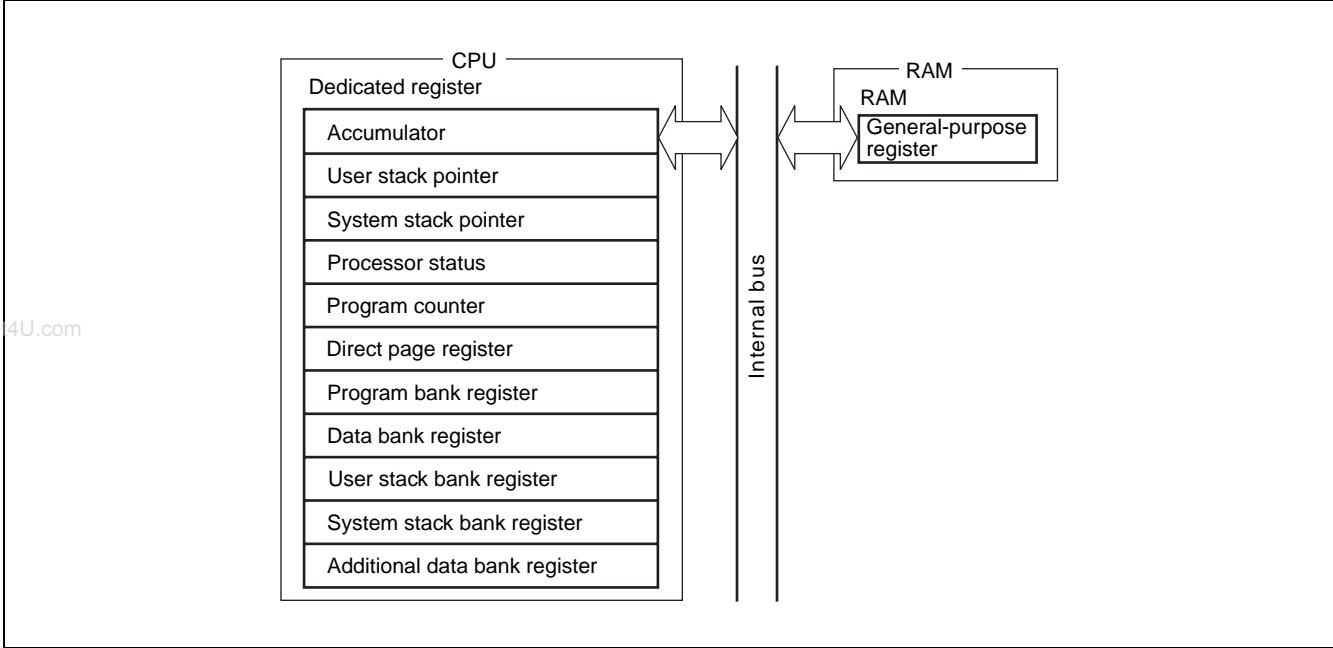 CPU
Dedicated register
Accumulator
User stack pointer
System stack pointer
Processor status
Program counter
Direct page register
Program bank register
Data bank register
User stack bank register
System stack bank register
Additional data bank register
Internal bus
RAM
RAM
General-purpose
register
4U.com